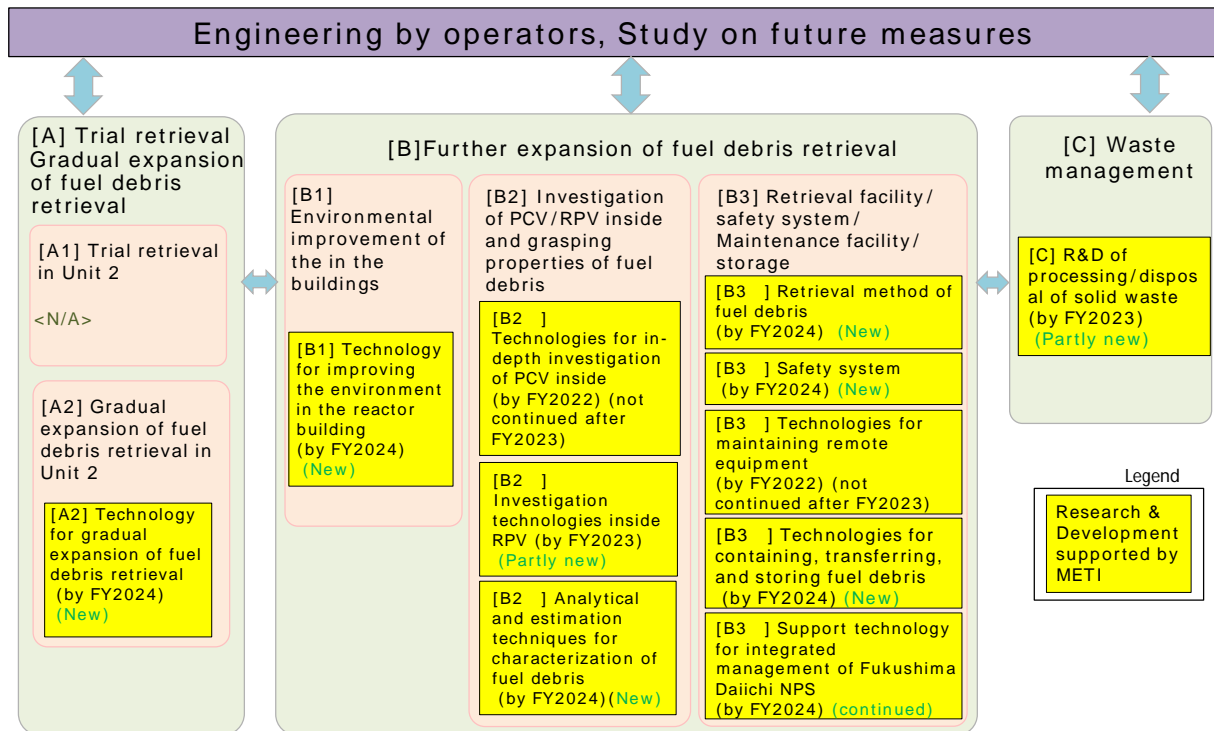 Engineering by operators, Study on future measures
[A] Trial retrieval
Gradual expansion
of fuel debris
retrieval
[A1] Trial retrieval
in Unit 2
<N/A>
[A2] Gradual
expansion of fuel
debris retrieval in
Unit 2
[A2] Technology
for gradual
expansion of fuel
debris retrieval
(by FY2024)
(New)
[B]Further expansion of fuel debris retrieval
[B1]
Environmental
improvement of
the in the
buildings
[B1] Technology
for improving
the environment
in the reactor
building
(by FY2024)
(New)
[B2] Investigation
of PCV/RPV inside
and grasping
properties of fuel
debris
[B2 ]
Technologies for in-
depth investigation
of PCV inside
(by FY2022) (not
continued after
FY2023)
[B2 ]
Investigation
technologies inside
RPV (by FY2023)
(Partly new)
[B2 ] Analytical
and estimation
techniques for
characterization of
fuel debris
(by FY2024)(New)
[B3] Retrieval facility/
safety system/
Maintenance facility/
storage
[B3 ] Retrieval method of
fuel debris
(by FY2024) (New)
[B3 ] Safety system
(by FY2024) (New)
[B3 ] Technologies for
maintaining remote
equipment
(by FY2022) (not
continued after FY2023)
[B3 ] Technologies for
containing, transferring,
and storing fuel debris
(by FY2024) (New)
[B3 ] Support technology
for integrated
management of Fukushima
Daiichi NPS
(by FY2024) (continued)
[C] Waste
management
[C] R&D of
processing/dispos
al of solid waste
(by FY2023)
(Partly new)
Legend
Research &
Development
supported by
METI